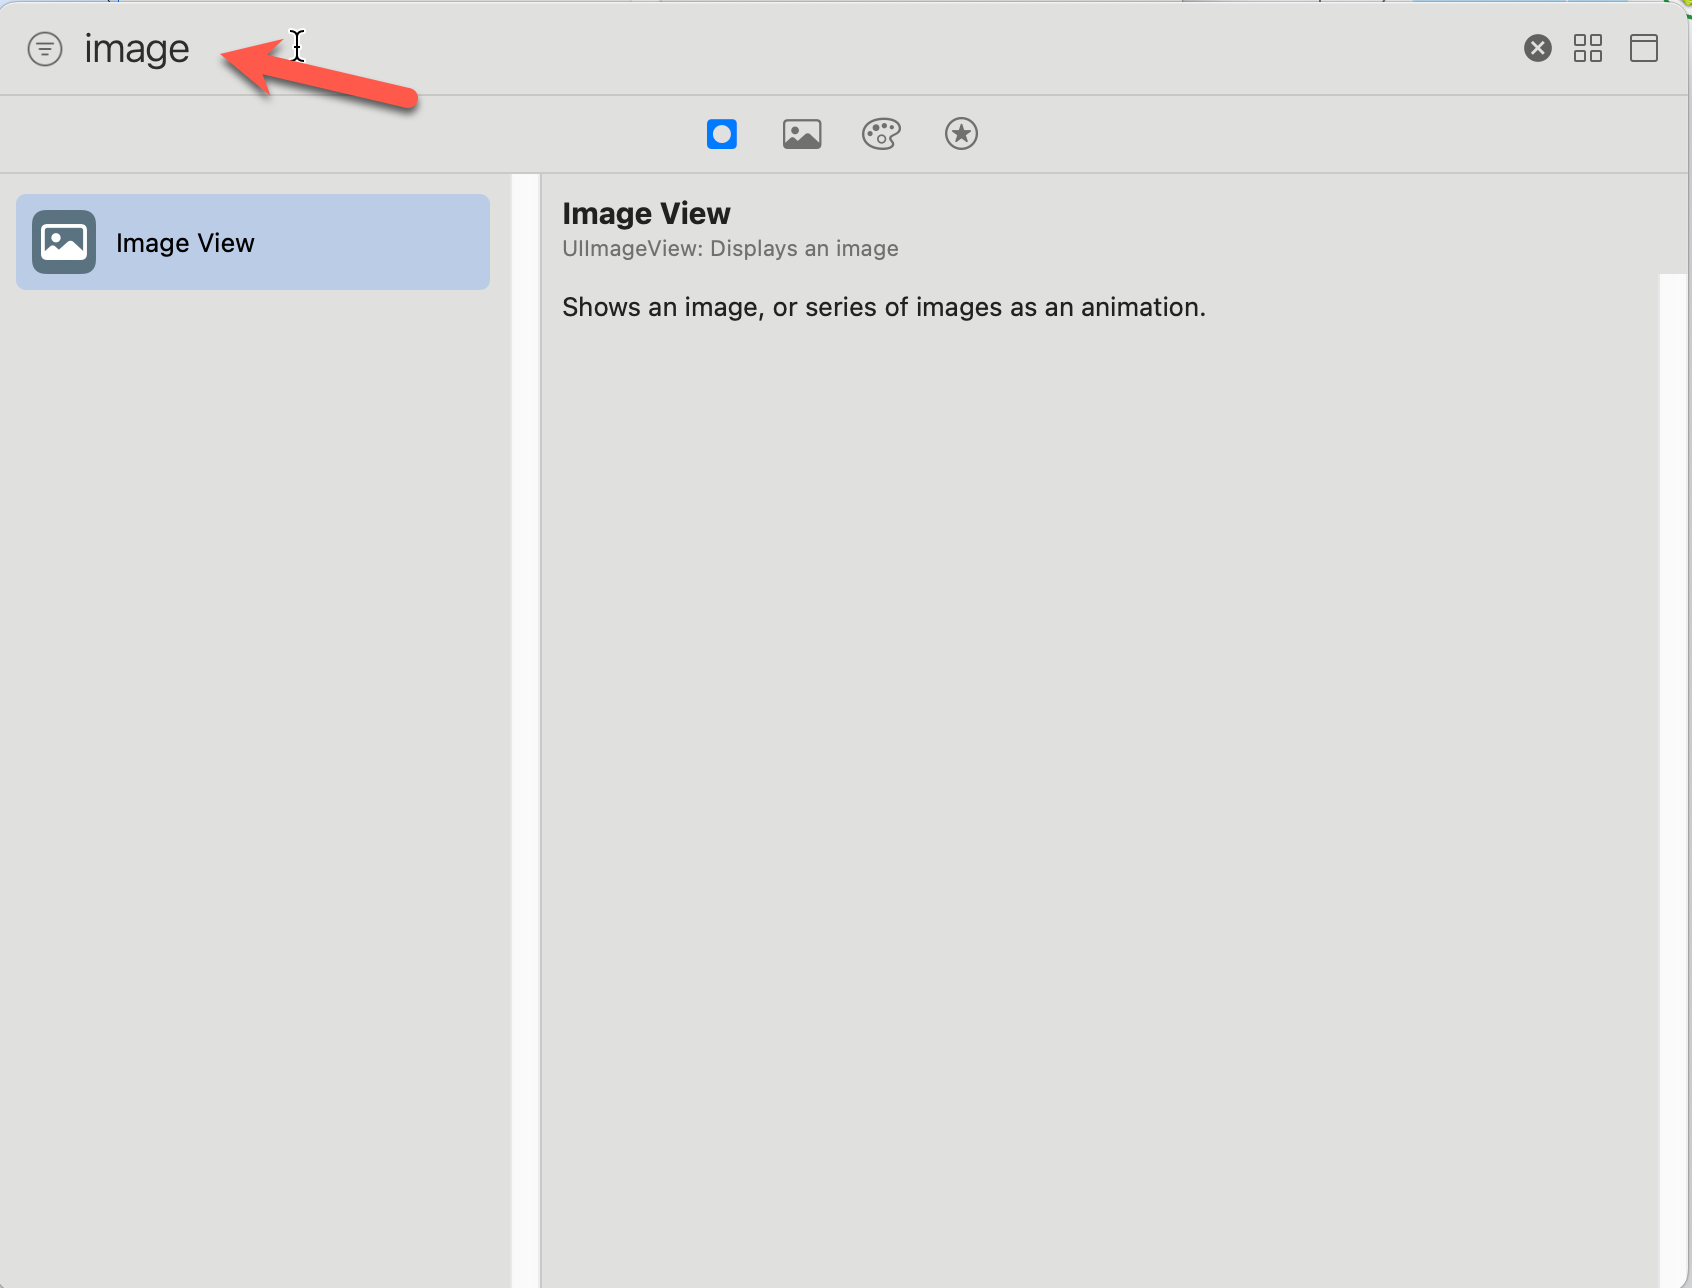 image
Image View
Image View
UIImageView: Displays an image
Shows an image, or series of images as an animation.